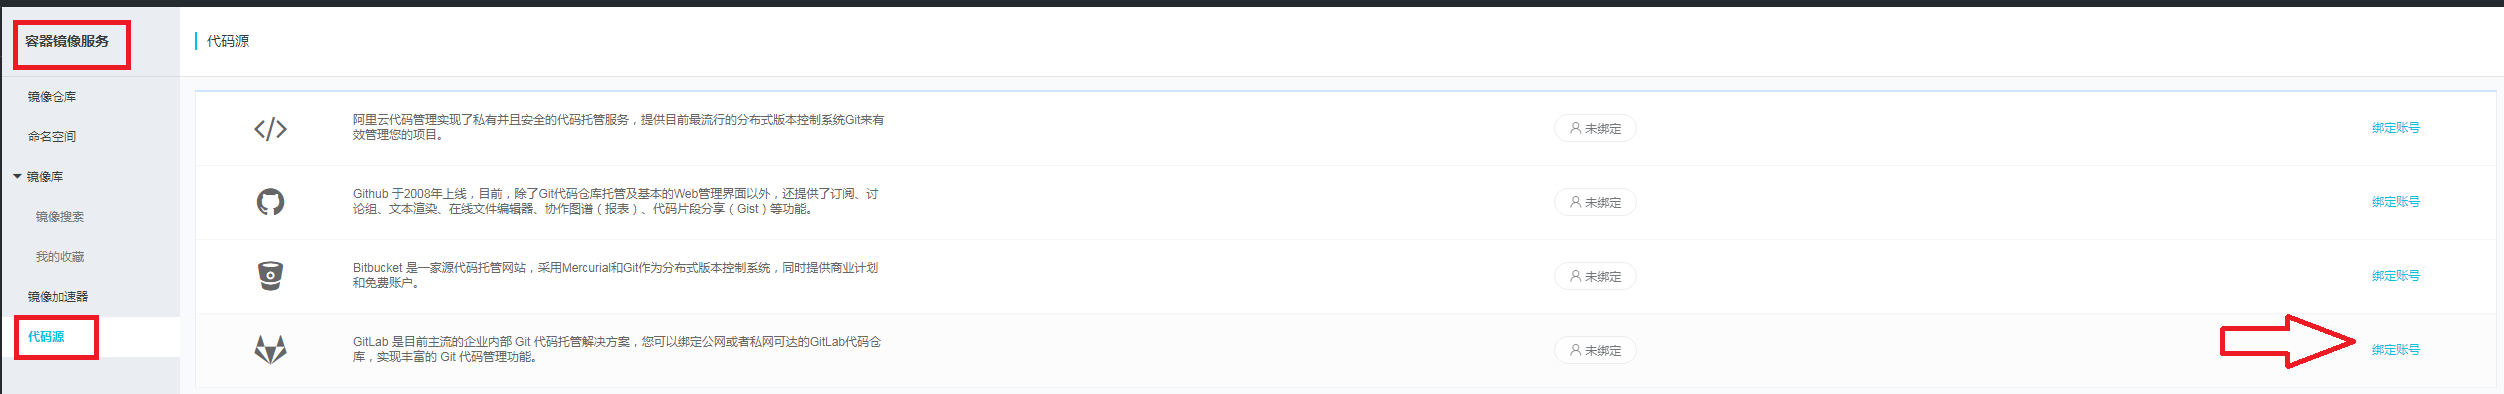 容器镜像服务
代码源
镜像仓库
命名空间
镜像库
镜像搜索
我的收藏
镜像加速器
代码源
阿里云代码管理实现了私有并且安全的代码托管服务，提供目前最流行的分布式版本控制系统Git来有
效管理您的项目。
未绑定
绑定账号
Github 于2008年上线，目前，除了Git代码仓库托管及基本的Web管理界面以外，还提供了订阅、讨
论组、文本渲染、在线文件编辑器、协作图谱（报表）、代码片段分享（Gist）等功能。
未绑定
绑定账号
Bitbucket 是一家源代码托管网站，采用Mercurial和Git作为分布式版本控制系统，同时提供商业计划
和免费账户。
未绑定
绑定账号
GitLab 是目前主流的企业内部 Git 代码托管解决方案，您可以绑定公网或者私网可达的GitLab代码仓
库，实现丰富的 Git 代码管理功能。
未绑定
绑定账号